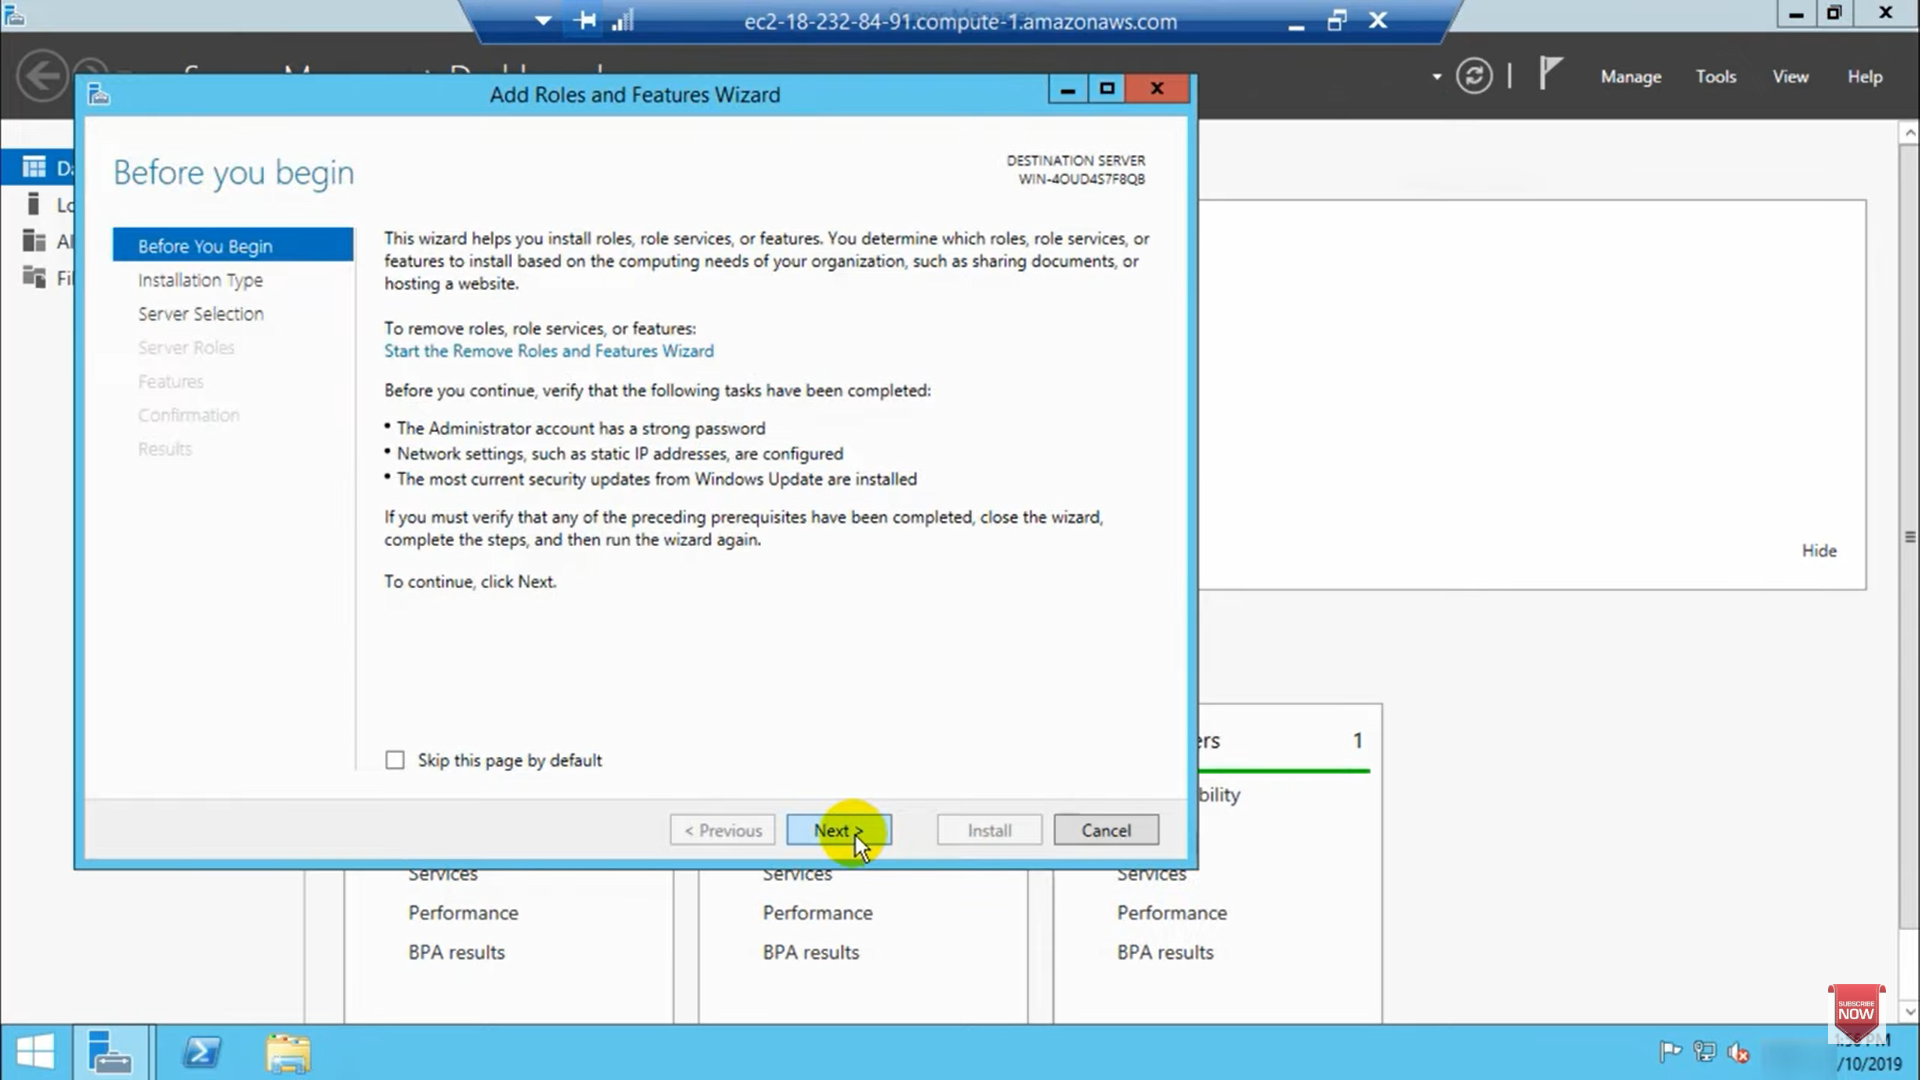 ec2-18-232-84-91.compute-1.amazonaws.com
Manage
Tools
View
Help
Add Roles and Features Wizard
Before you begin
DESTINATION SERVER
WIN-4OUD4S7F8QB
Before You Begin
Installation Type
Server Selection
Server Roles
Features
Confirmation
Results
This wizard helps you install roles, role services, or features. You determine which roles, role services, or
features to install based on the computing needs of your organization, such as sharing documents, or
hosting a website.
To remove roles, role services, or features:
Start the Remove Roles and Features Wizard
Before you continue, verify that the following tasks have been completed:
• The Administrator account has a strong password
• Network settings, such as static IP addresses, are configured
• The most current security updates from Windows Update are installed
If you must verify that any of the preceding prerequisites have been completed, close the wizard,
complete the steps, and then run the wizard again.
To continue, click Next.
Skip this page by default
< Previous
Next >
Install
Cancel
Hide
1
Services
Performance
BPA results
Services
Performance
BPA results
Services
Performance
BPA results
SUBSCRIBE
NOW
/10/2019